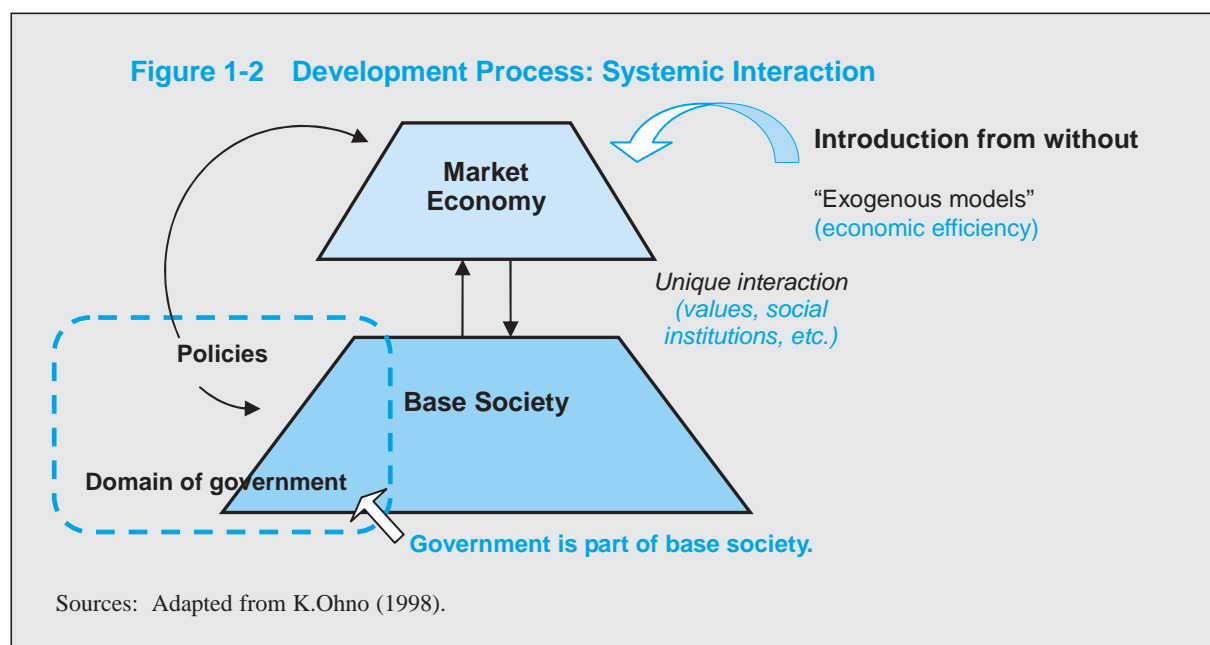 Figure 1-2 Development Process: Systemic Interaction
Introduction from without
Market
Economy
“Exogenous models”
(economic efficiency)
Unique interaction
(values, social
institutions, etc.)
Policies
Base Society
Domain of government
Government is part of base society.
Sources: Adapted from K.Ohno (1998).